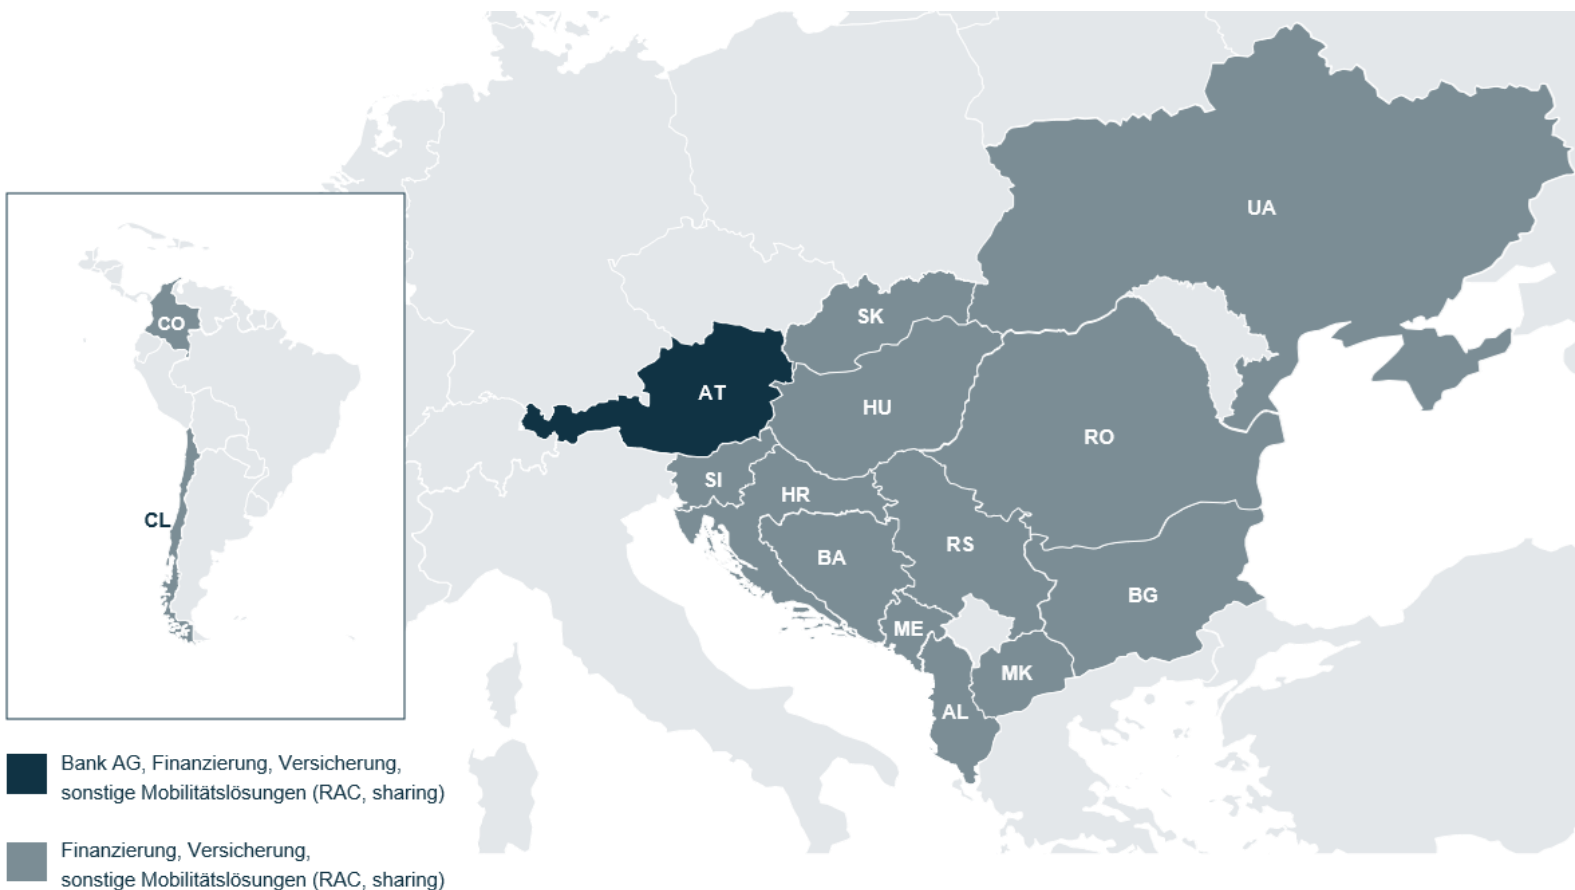 UA
CO
SK
AT
HU
RO
SI
HR
CL
RS
BA
BG
ME
MK
AL
Bank AG, Finanzierung, Versicherung,
sonstige Mobilitätslösungen (RAC, sharing)
Finanzierung, Versicherung,
sonstige Mobilitätslösungen (RAC, sharing)